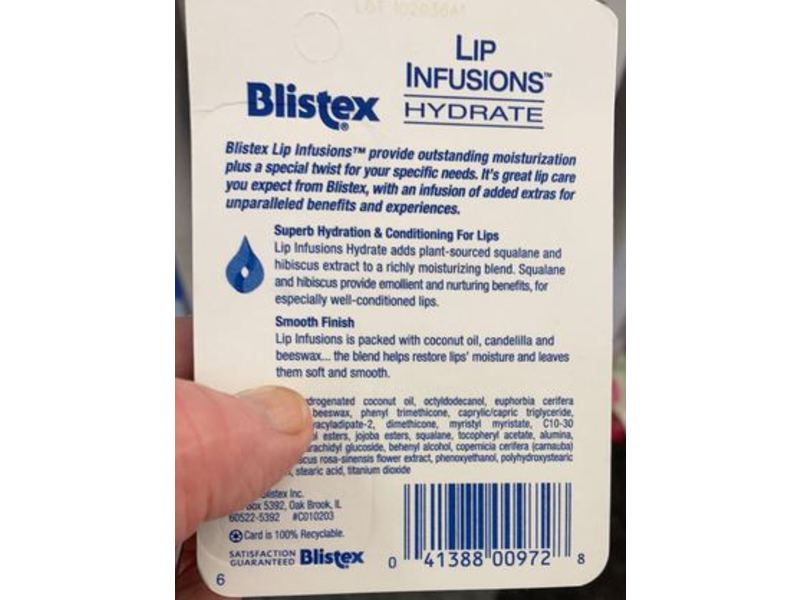 LOT 102036A1
LIP
INFUSIONS™
HYDRATE
Blistex®
Blistex Lip Infusions™ provide outstanding moisturization
plus a special twist for your specific needs. It's great lip care
you expect from Blistex, with an infusion of added extras for
unparalleled benefits and experiences.
Superb Hydration & Conditioning For Lips
Lip Infusions Hydrate adds plant-sourced squalane and
hibiscus extract to a richly moisturizing blend. Squalane
and hibiscus provide emollient and nurturing benefits, for
especially well-conditioned lips.
Smooth Finish
Lip Infusions is packed with coconut oil, candelilla and
beeswax... the blend helps restore lips' moisture and leaves
them soft and smooth.
drogenated coconut oil, octyldodecanol, euphorbia cerifera
beeswax, phenyl trimethicone, caprylic/capric triglyceride,
yacyladipate-2, dimethicone, myristyl myristate, C10-30
esters, jojoba esters, squalane, tocopheryl acetate, alumina,
arachidyl glucoside, behenyl alcohol, copernicia cerifera (carnauba)
scus rosa-sinensis flower extract, phenoxyethanol, polyhydroxystearic
, stearic acid, titanium dioxide
Blistex Inc.
Box 5392, Oak Brook, IL
60522-5392 #C010203
Card is 100% Recyclable.
SATISFACTION
GUARANTEED Blistex
0 41388 00972 8
6